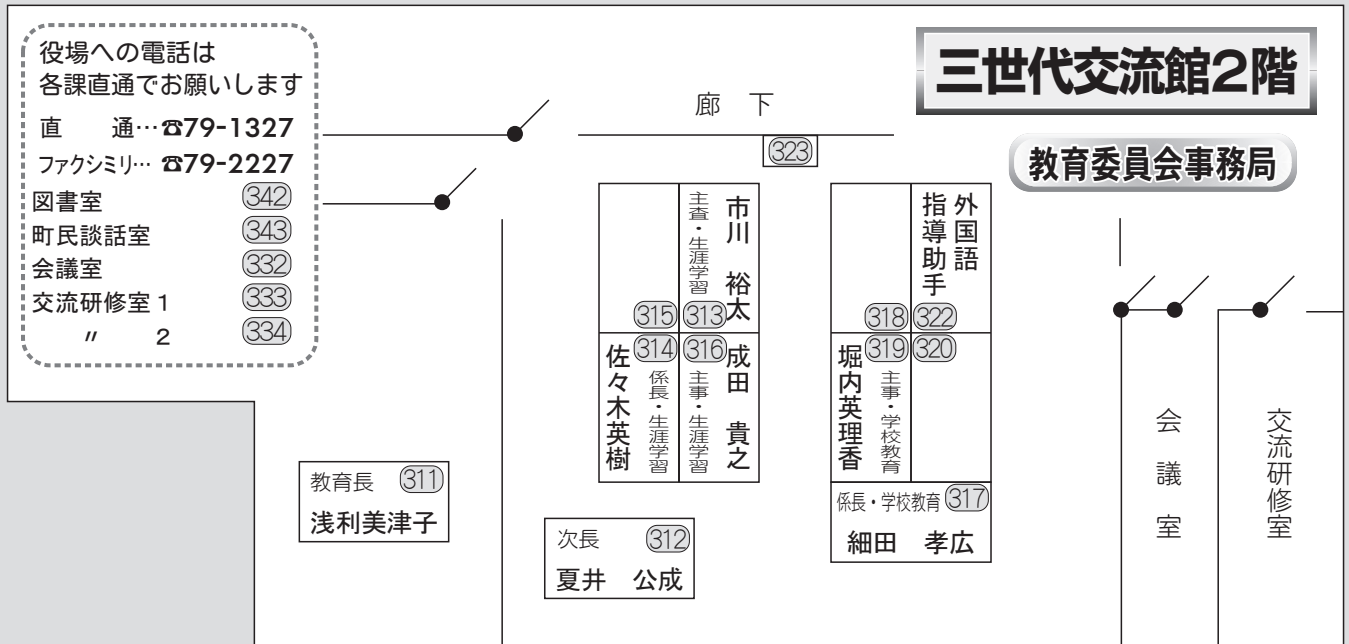 役場への電話は
各課直通でお願いします
直　　通…☎79-1327
ファクシミリ…☎79-2227
図書室 342
町民談話室 343
会議室 332
交流研修室1 333
〃　2 334
三世代交流館2階
教育委員会事務局
廊 下
323
市川 裕太
主査・生涯学習
315
313
佐々木英樹
314
係長・生涯学習
316
成田 貴之
主事・生涯学習
外国語
指導助手
318
322
堀内英理香
319
主事・学校教育
320
係長・学校教育 317
細田 孝広
教育長 311
浅利美津子
次長 312
夏井 公成
会議室
交流研修室